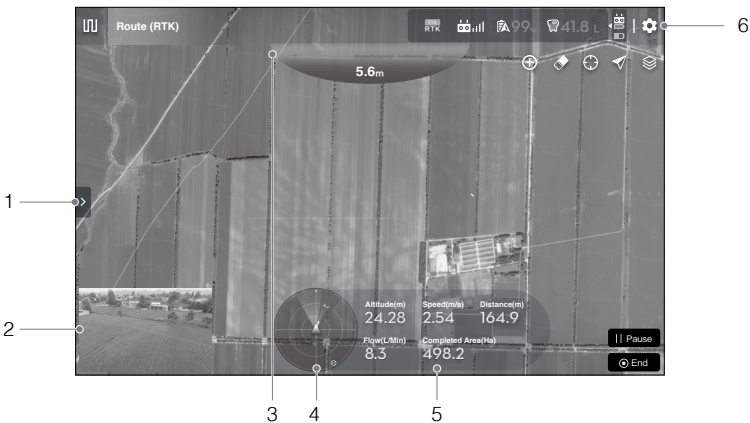 Route (RTK)
RTK
99%
41.8 L
6
5.6m
1
2
Altitude(m) Speed(m/s) Distance(m)
24.28 2.54 164.9
Flow(L/Min) Completed Area(Ha)
8.3 498.2
Pause
End
3 4 5